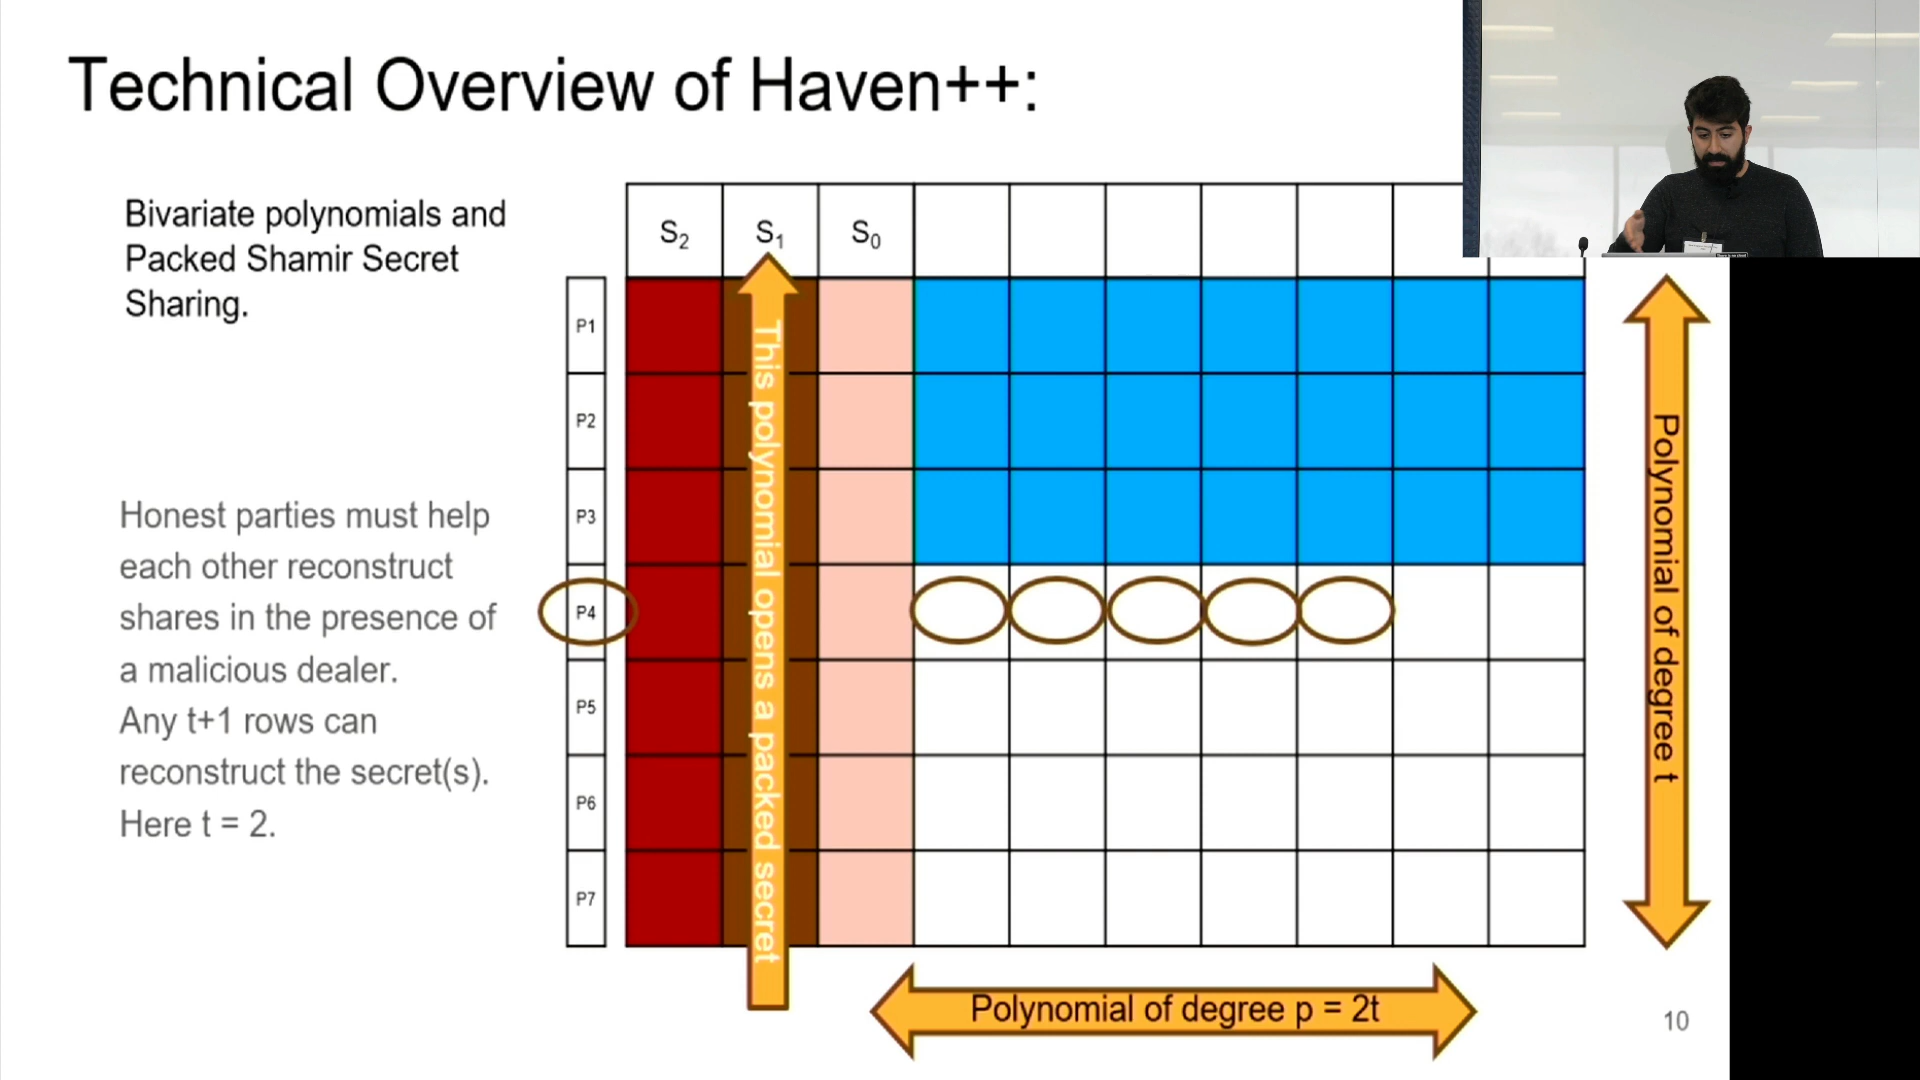 Technical Overview of Haven++:
Bivariate polynomials and
Packed Shamir Secret
Sharing.
Honest parties must help
each other reconstruct
shares in the presence of
a malicious dealer.
Any t+1 rows can
reconstruct the secret(s).
Here t = 2.
S₂ S₁ S₀
P1
P2
P3
P4
P5
P6
P7
This polynomial opens a packed secret
Polynomial of degree t
Polynomial of degree p = 2t
10